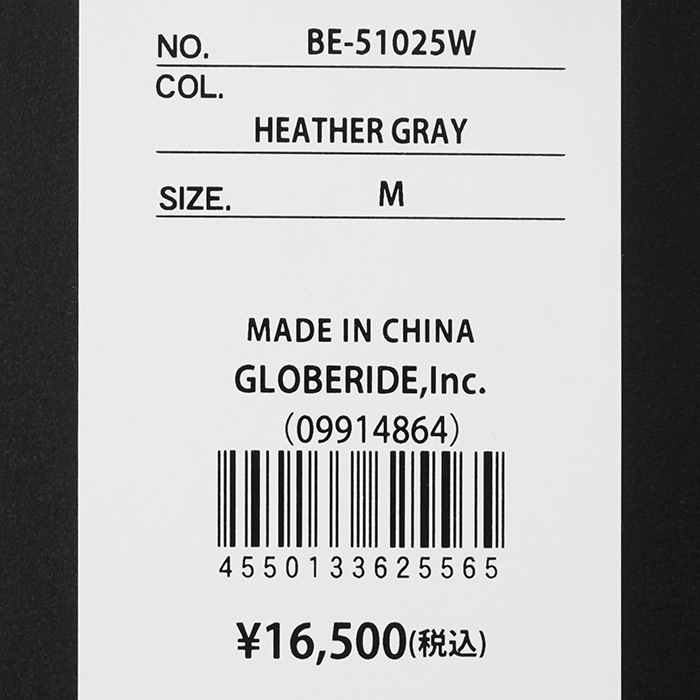 NO. BE-51025W
COL.
HEATHER GRAY
SIZE. M
MADE IN CHINA
GLOBERIDE,Inc.
(09914864)
4550133625565
¥16,500(税込)